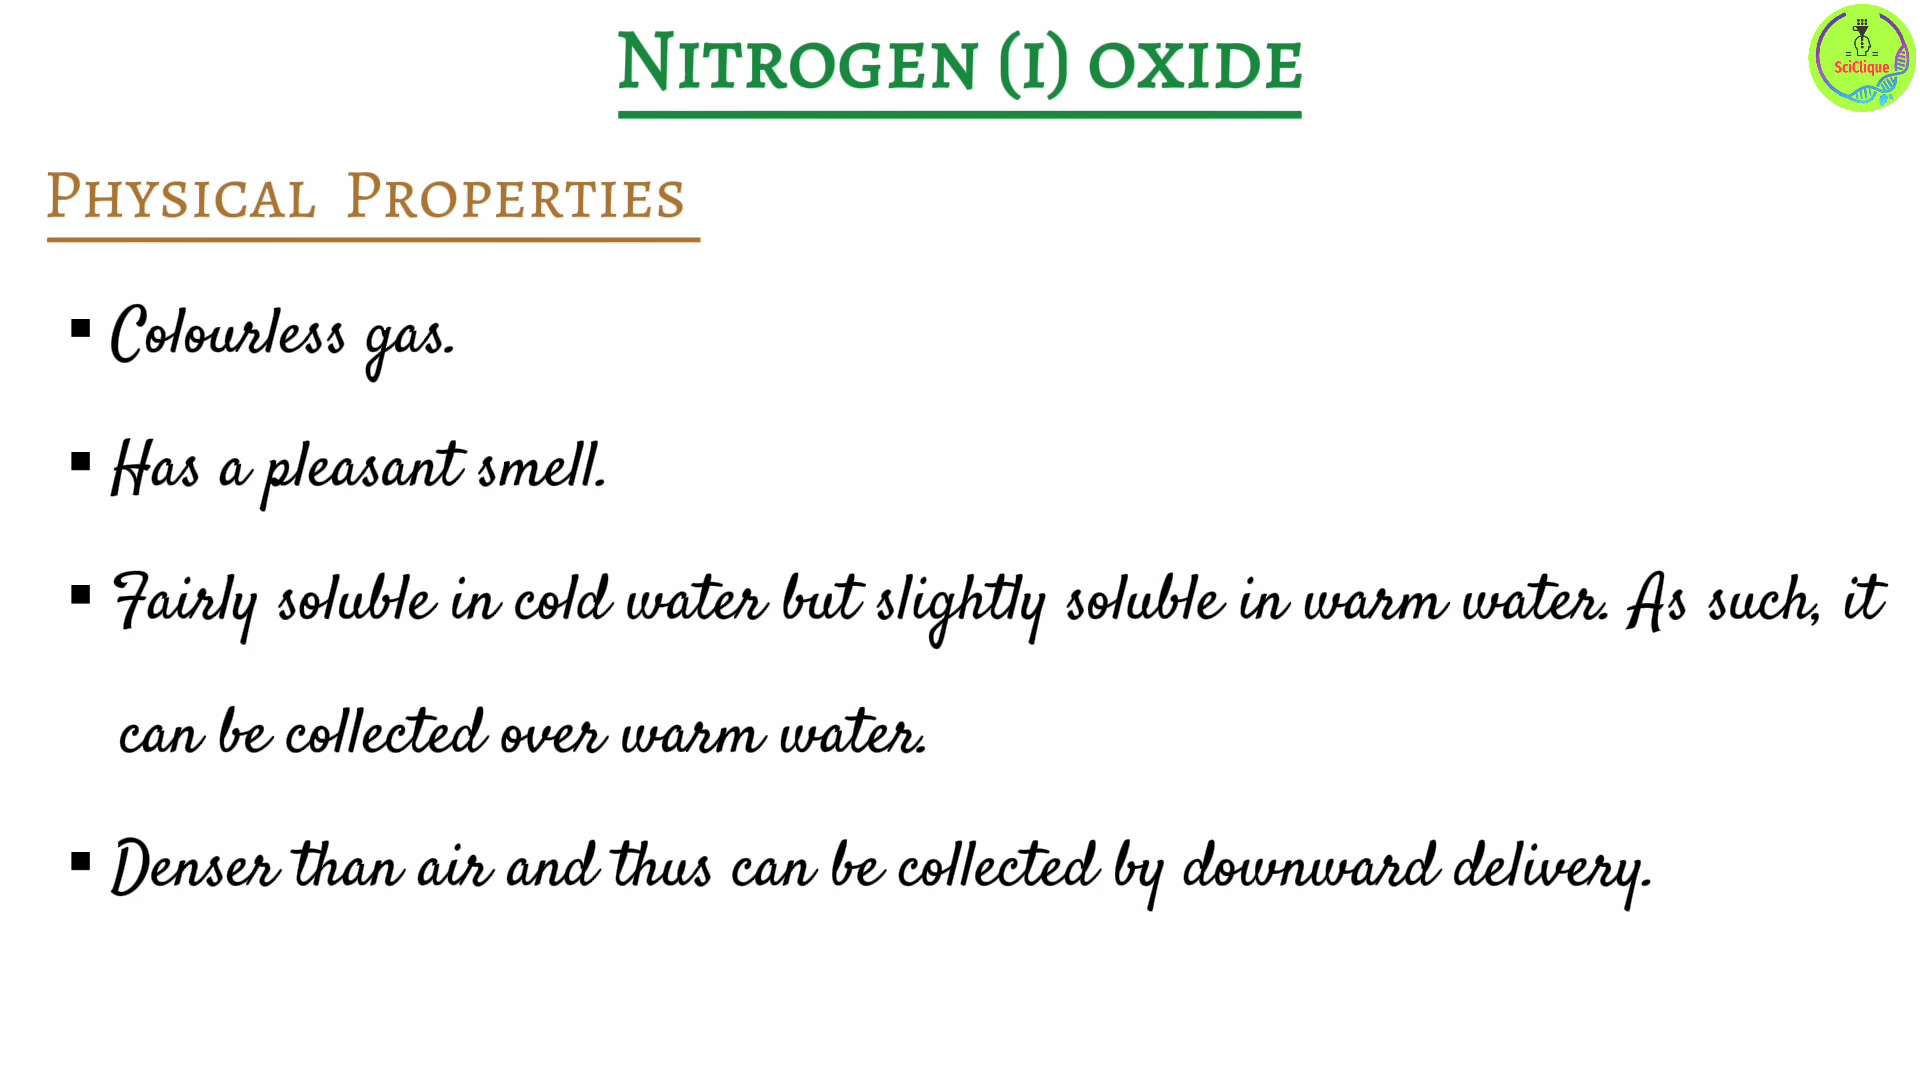 NITROGEN (I) OXIDE
SciClique
PHYSICAL PROPERTIES
▪ Colourless gas.
▪ Has a pleasant smell.
▪ Fairly soluble in cold water but slightly soluble in warm water. As such, it
can be collected over warm water.
▪ Denser than air and thus can be collected by downward delivery.